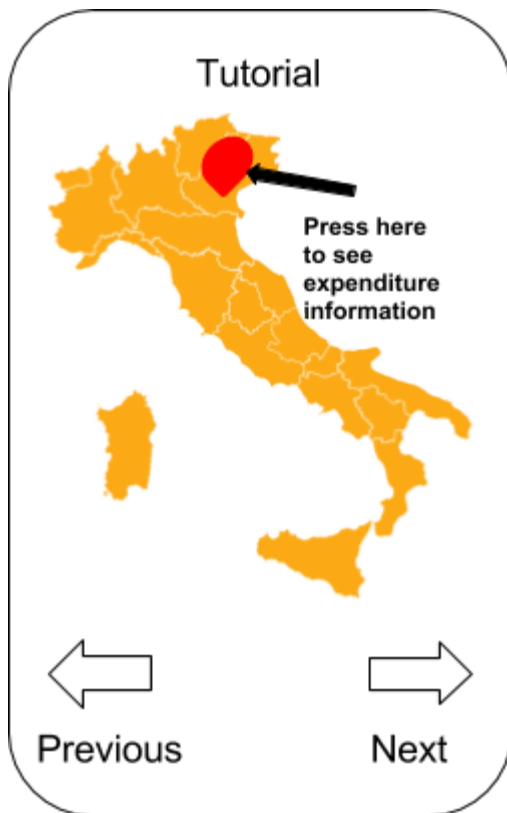 Tutorial
Press here
to see
expenditure
information
Previous
Next